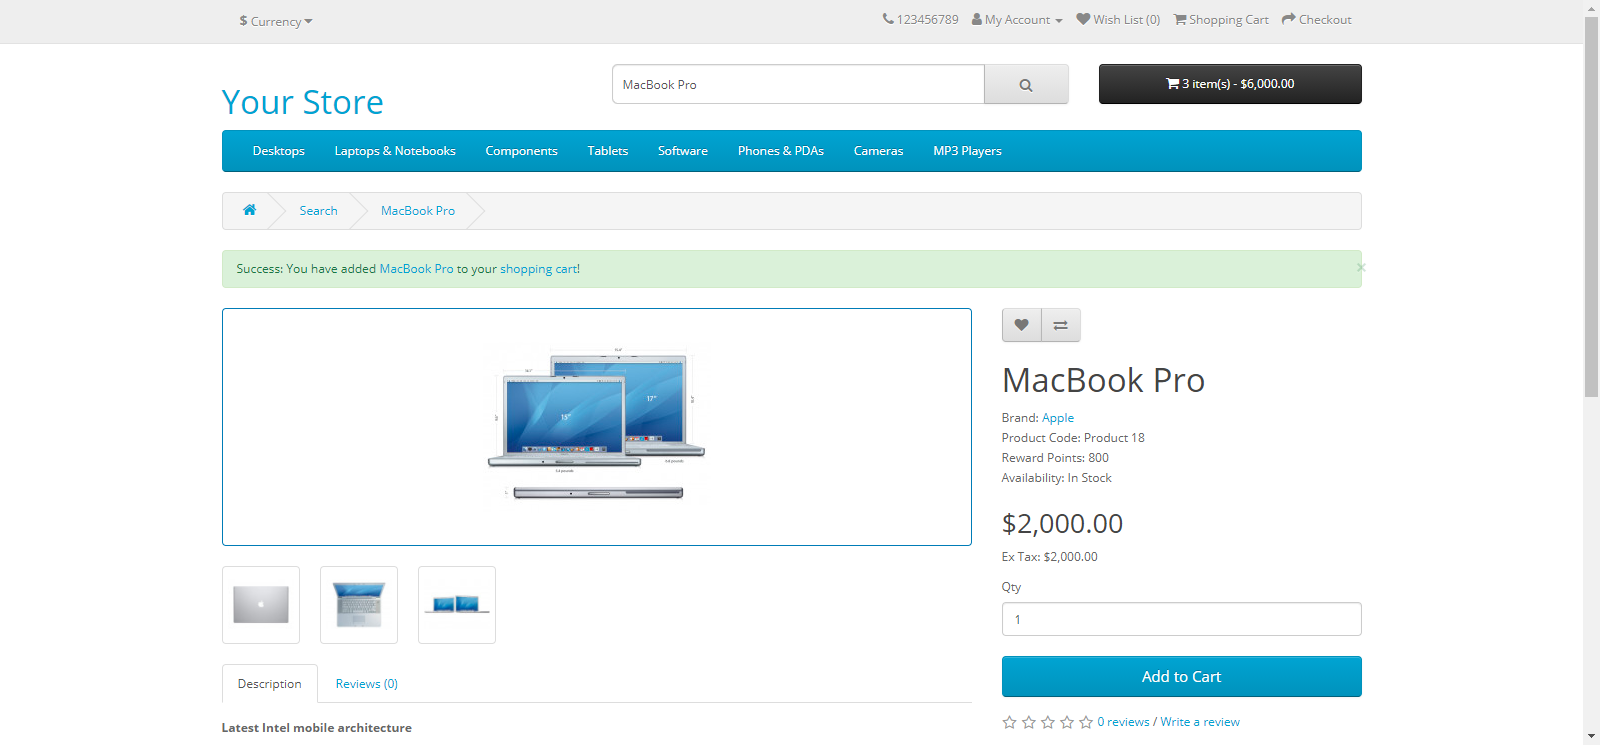 $ Currency
123456789 My Account Wish List (0) Shopping Cart Checkout
Your Store
MacBook Pro
3 item(s) - $6,000.00
Desktops Laptops & Notebooks Components Tablets Software Phones & PDAs Cameras MP3 Players
Search MacBook Pro
Success: You have added MacBook Pro to your shopping cart!
×
15"
17"
MacBook Pro
Brand: Apple
Product Code: Product 18
Reward Points: 800
Availability: In Stock
$2,000.00
Ex Tax: $2,000.00
Qty
1
Add to Cart
0 reviews / Write a review
Description Reviews (0)
Latest Intel mobile architecture